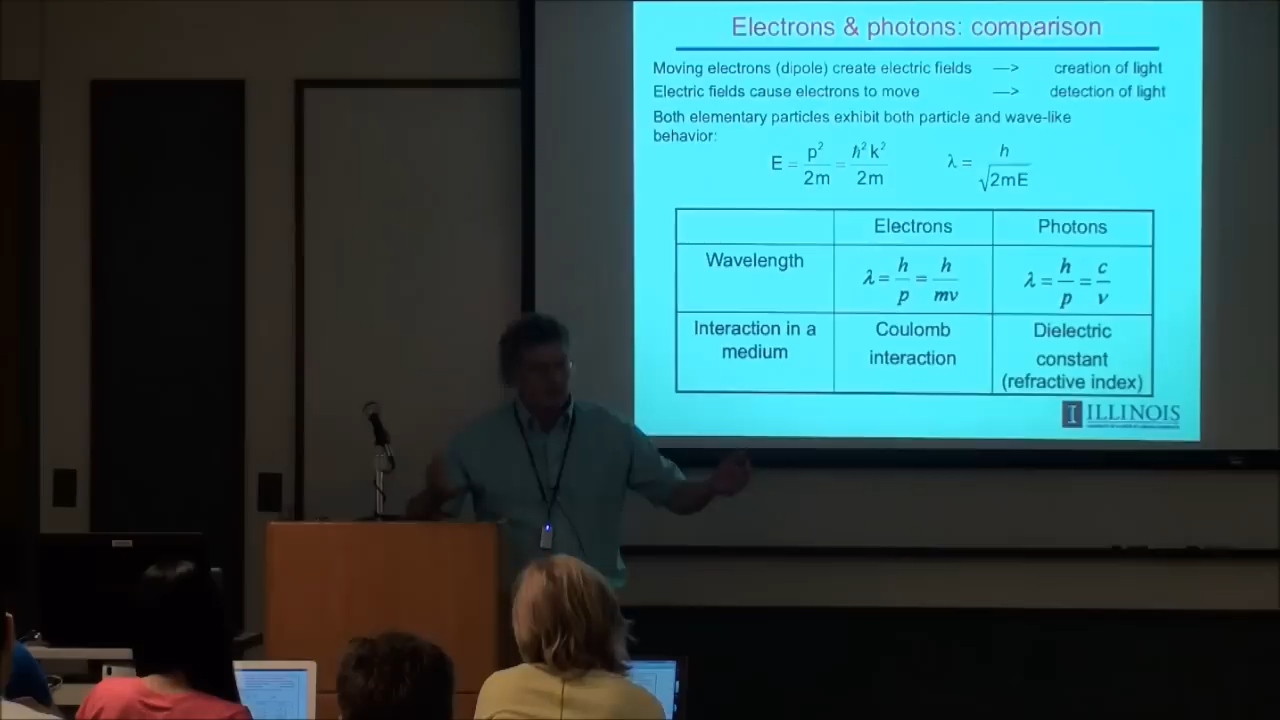 Electrons & photons: comparison
Moving electrons (dipole) create electric fields —> creation of light
Electric fields cause electrons to move —> detection of light
Both elementary particles exhibit both particle and wave-like
behavior:
E = p²/2m = ħ²k²/2m λ = h/√2mE
Electrons Photons
Wavelength λ = h/p = h/mv λ = h/p = c/ν
Interaction in a medium Coulomb interaction Dielectric constant (refractive index)
I ILLINOIS